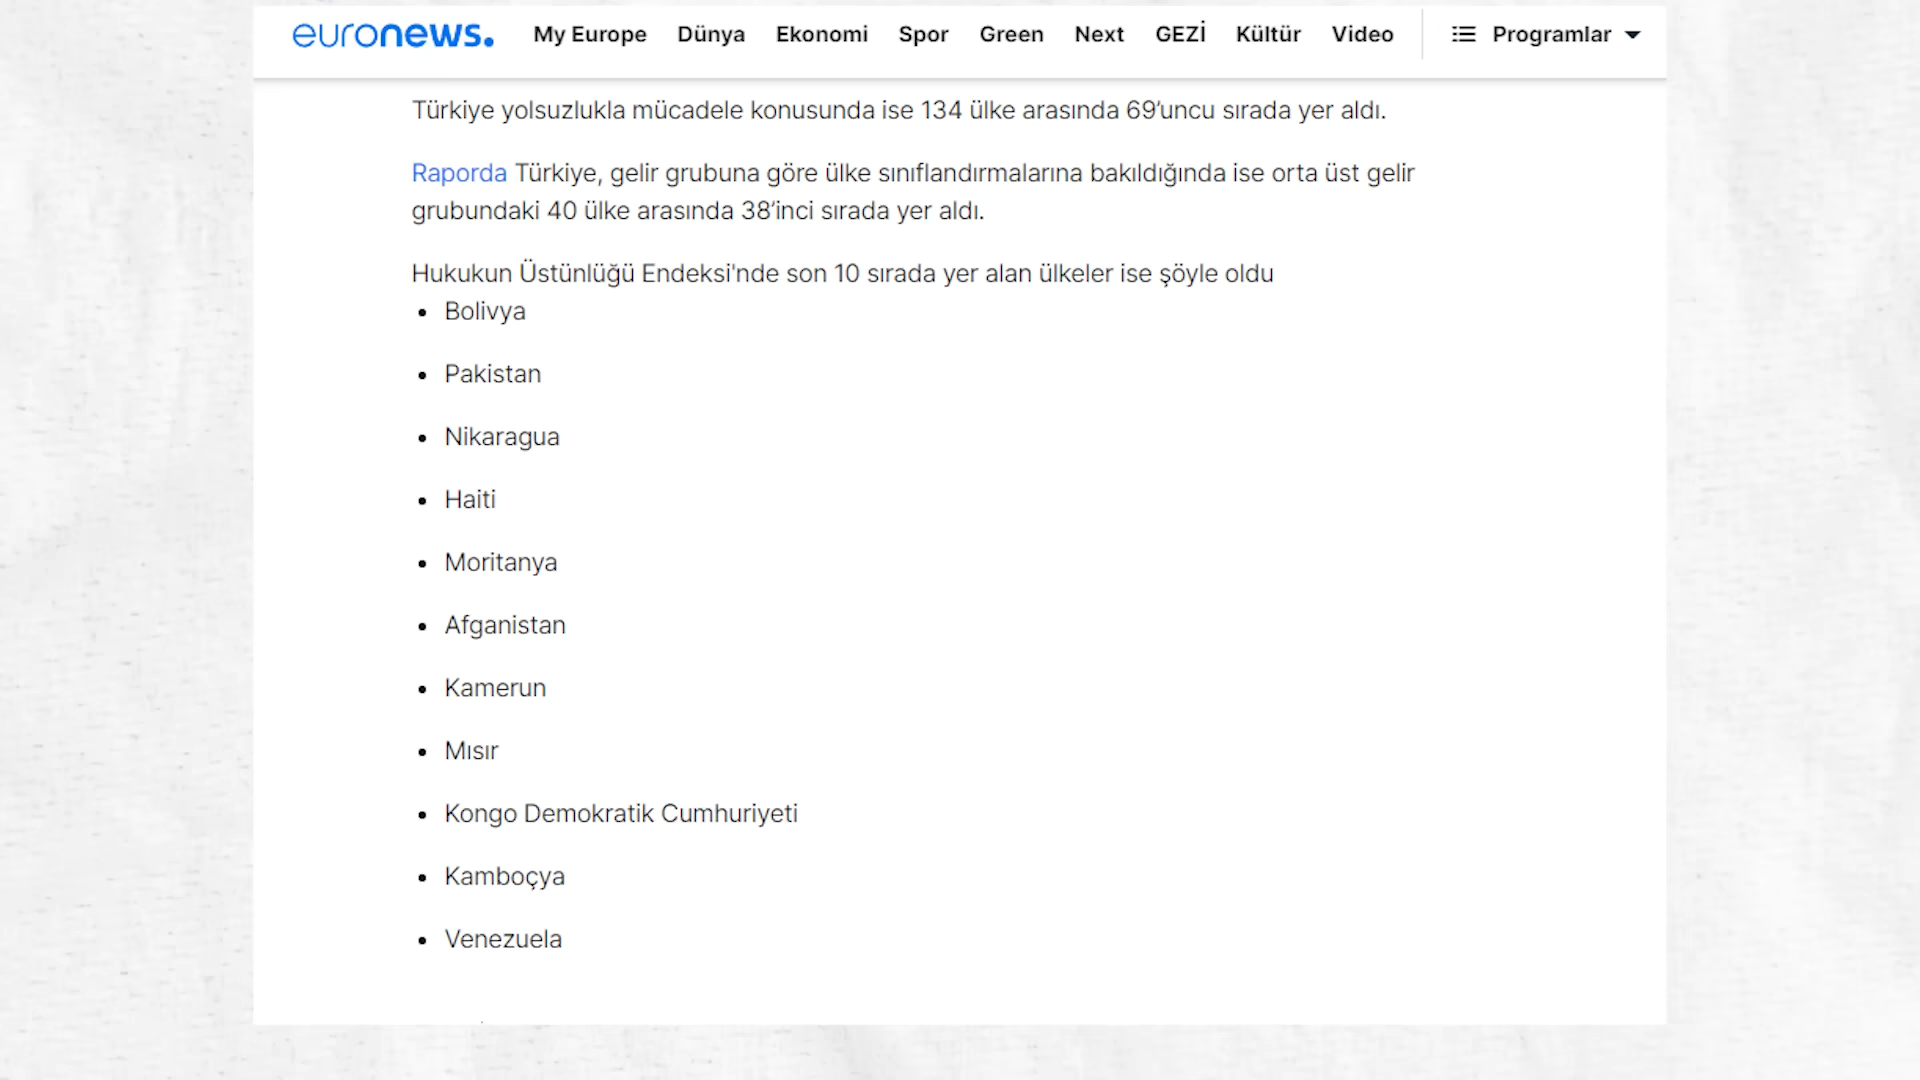 euronews. My Europe Dünya Ekonomi Spor Green Next GEZİ Kültür Video Programlar
Türkiye yolsuzlukla mücadele konusunda ise 134 ülke arasında 69’uncu sırada yer aldı.
Raporda Türkiye, gelir grubuna göre ülke sınıflandırmalarına bakıldığında ise orta üst gelir
grubundaki 40 ülke arasında 38’inci sırada yer aldı.
Hukukun Üstünlüğü Endeksi'nde son 10 sırada yer alan ülkeler ise şöyle oldu
• Bolivya
• Pakistan
• Nikaragua
• Haiti
• Moritanya
• Afganistan
• Kamerun
• Mısır
• Kongo Demokratik Cumhuriyeti
• Kamboçya
• Venezuela